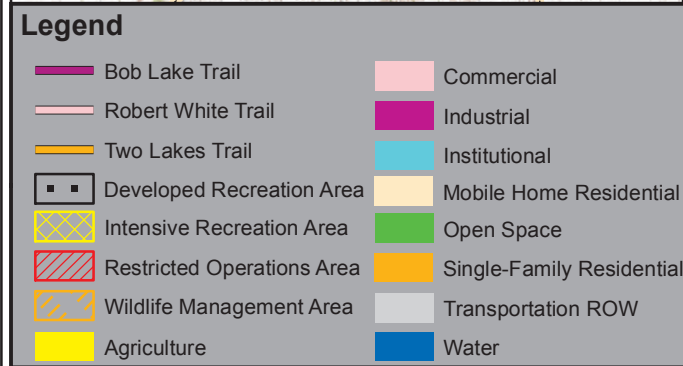 Legend
Bob Lake Trail
Robert White Trail
Two Lakes Trail
Developed Recreation Area
Intensive Recreation Area
Restricted Operations Area
Wildlife Management Area
Agriculture
Commercial
Industrial
Institutional
Mobile Home Residential
Open Space
Single-Family Residential
Transportation ROW
Water